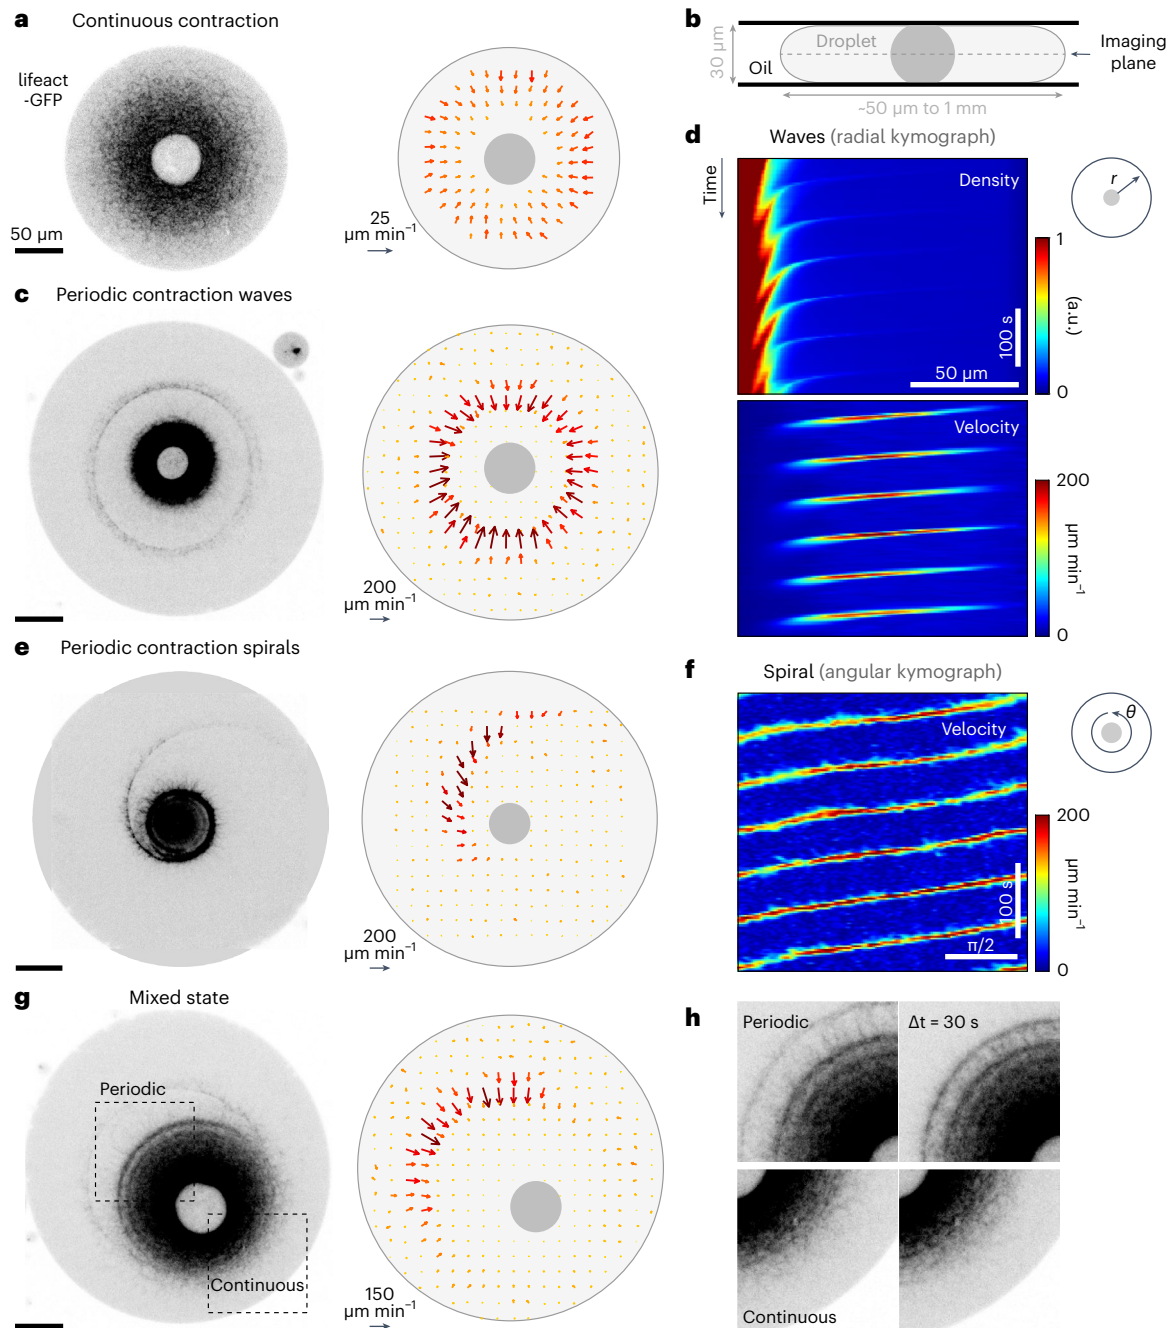 a Continuous contraction
lifeact
-GFP
50 µm
25
µm min⁻¹
b
30 µm
Droplet
Oil
Imaging
plane
~50 µm to 1 mm
c Periodic contraction waves
200
µm min⁻¹
d Waves (radial kymograph)
Time
Density
r
1
(a.u.)
0
100 s
50 µm
Velocity
200
µm min⁻¹
0
e Periodic contraction spirals
200
µm min⁻¹
f Spiral (angular kymograph)
Velocity
θ
200
µm min⁻¹
0
100 s
π/2
g Mixed state
Periodic
Continuous
150
µm min⁻¹
h
Periodic
Δt = 30 s
Continuous